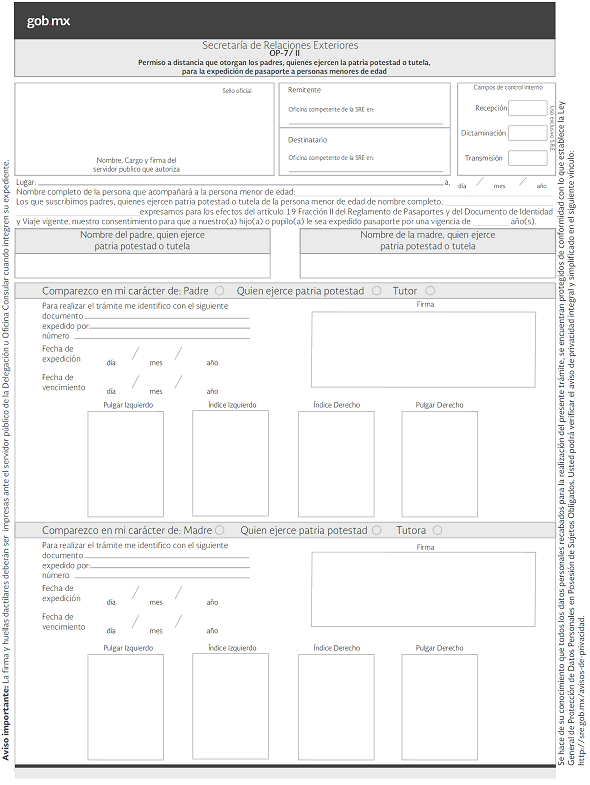 gob mx
Secretaría de Relaciones Exteriores
OP-7/ II
Permiso a distancia que otorgan los padres, quienes ejercen la patria potestad o tutela,
para la expedición de pasaporte a personas menores de edad
Sello oficial
Nombre, Cargo y firma del
servidor publico que autoriza
Remitente
Oficina competente de la SRE en:
Destinatario
Oficina competente de la SRE en:
Campos de control interno
Recepción
Dictaminación
Transmisión
Uso exclusivo SRE
Lugar: a, día / mes / año
Nombre completo de la persona que acompañará a la persona menor de edad:
Los que suscribimos padres, quienes ejercen patria potestad o tutela de la persona menor de edad de nombre completo,
expresamos para los efectos del artículo 19 Fracción II del Reglamento de Pasaportes y del Documento de Identidad
y Viaje vigente, nuestro consentimiento para que a nuestro(a) hijo(a) o pupilo(a) le sea expedido pasaporte por una vigencia de año(s).
Nombre del padre, quien ejerce
patria potestad o tutela
Nombre de la madre, quien ejerce
patria potestad o tutela
Comparezco en mi carácter de: Padre Quien ejerce patria potestad Tutor
Para realizar el trámite me identifico con el siguiente
documento
expedido por:
número
Firma
Fecha de
expedición
día / mes / año
Fecha de
vencimiento
día / mes / año
Pulgar Izquierdo Índice Izquierdo Índice Derecho Pulgar Derecho
Comparezco en mi carácter de: Madre Quien ejerce patria potestad Tutora
Para realizar el trámite me identifico con el siguiente
documento
expedido por:
número
Firma
Fecha de
expedición
día / mes / año
Fecha de
vencimiento
día / mes / año
Pulgar Izquierdo Índice Izquierdo Índice Derecho Pulgar Derecho
Aviso importante: La firma y huellas dactilares deberán ser impresas ante el servidor público de la Delegación u Oficina Consular cuando integren su expediente.
Se hace de su conocimiento que todos los datos personales recabados para la realización del presente trámite, se encuentran protegidos de conformidad con lo que establece la Ley
General de Protección de Datos Personales en Posesión de Sujetos Obligados. Usted podrá verificar el aviso de privacidad integral y simplificado en el siguiente vínculo:
http://sre.gob.mx/avisos-de-privacidad.